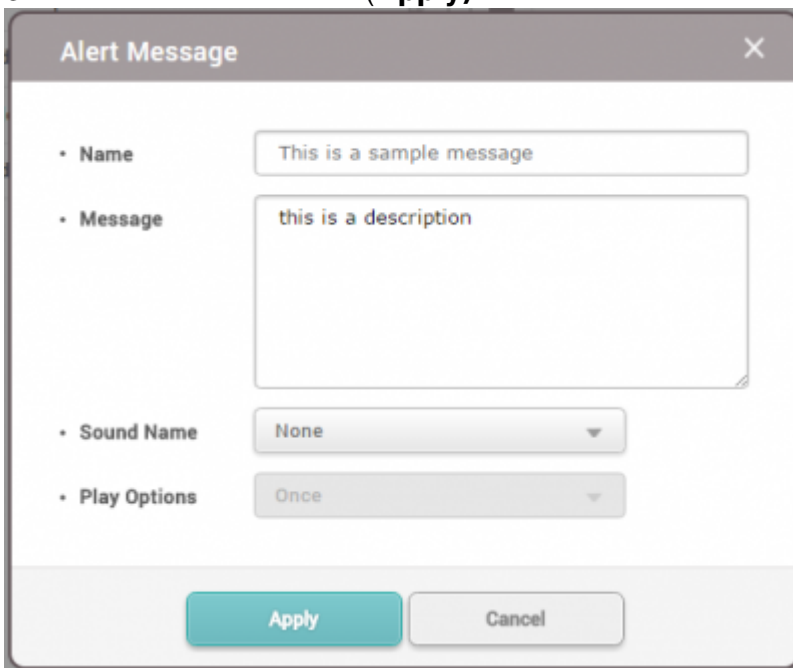 Alert Message
• Name This is a sample message
• Message this is a description
• Sound Name None
• Play Options Once
Apply Cancel